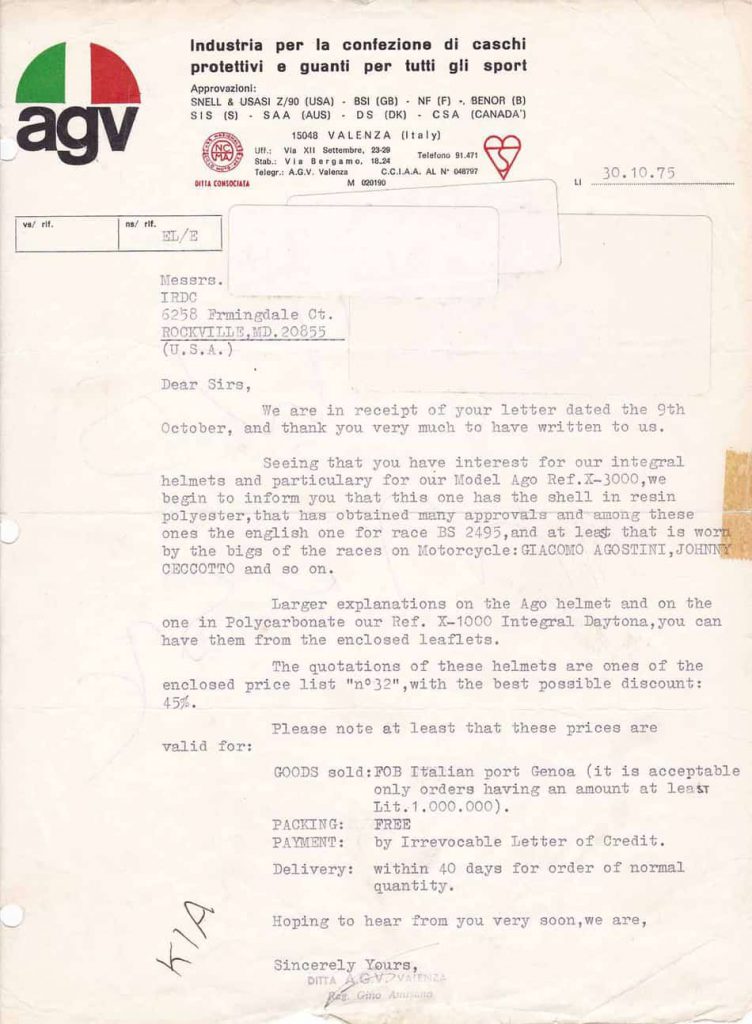 agv
Industria per la confezione di caschi
protettivi e guanti per tutti gli sport
Approvazioni:
SNELL & USASI Z/90 (USA) - BSI (GB) - NF (F) - BENOR (B)
SIS (S) - SAA (AUS) - DS (DK) - CSA (CANADA')
15048 VALENZA (Italy)
Uff.: Via XII Settembre, 23-29
Stab.: Via Bergamo, 18-24
Telefono 91.471
Telegr.: A.G.V. Valenza C.C.I.A.A. AL N° 048797
M 020190
NC
MA
DITTA CONSOCIATA
LI 30.10.75
vs/ rif.
ns/ rif.
EL/E
Messrs.
IRDC
6258 Frmingdale Ct.
ROCKVILLE,MD.20855
(U.S.A.)
Dear Sirs,
We are in receipt of your letter dated the 9th
October, and thank you very much to have written to us.
Seeing that you have interest for our integral
helmets and particulary for our Model Ago Ref.X-3000,we
begin to inform you that this one has the shell in resin
polyester,that has obtained many approvals and among these
ones the english one for race BS 2495,and at least that is worn
by the bigs of the races on Motorcycle:GIACOMO AGOSTINI,JOHNNY
CECCOTTO and so on.
Larger explanations on the Ago helmet and on the
one in Polycarbonate our Ref. X-1000 Integral Daytona,you can
have them from the enclosed leaflets.
The quotations of these helmets are ones of the
enclosed price list "n°32",with the best possible discount:
45%.
Please note at least that these prices are
valid for:
GOODS sold:FOB Italian port Genoa (it is acceptable
only orders having an amount at least
Lit.1.000.000).
PACKING: FREE
PAYMENT: by Irrevocable Letter of Credit.
Delivery: within 40 days for order of normal
quantity.
Hoping to hear from you very soon,we are,
KIA
Sincerely Yours,
DITTA A.G.V. VALENZA
Rag. Gino Amisano